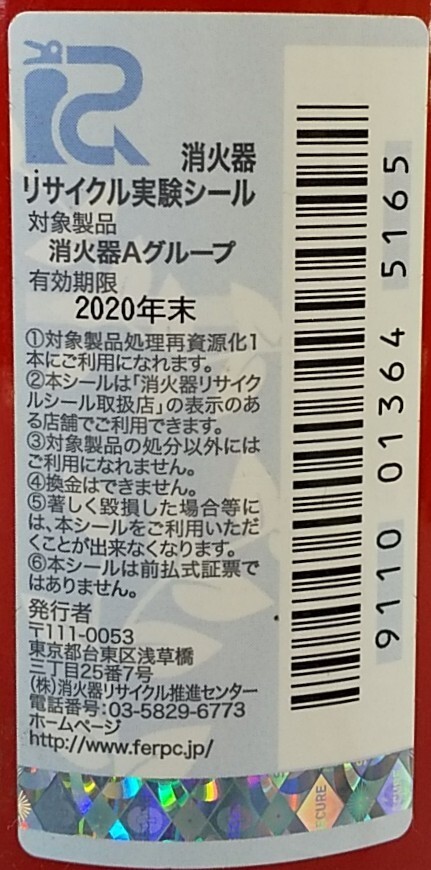 消火器
リサイクル実験シール
対象製品
消火器Aグループ
有効期限
2020年末
①対象製品処理再資源化1
本にご利用になれます。
②本シールは「消火器リサイク
ルシール取扱店」の表示のあ
る店舗でご利用できます。
③対象製品の処分以外には
ご利用になれません。
④換金はできません。
⑤著しく毀損した場合等に
は、本シールをご利用いただ
くことが出来なくなります。
⑥本シールは前払式証票で
はありません。
発行者
〒111-0053
東京都台東区浅草橋
三丁目25番7号
(株)消火器リサイクル推進センター
電話番号:03-5829-6773
ホームページ
http://www.ferpc.jp/
9110 01364 5165